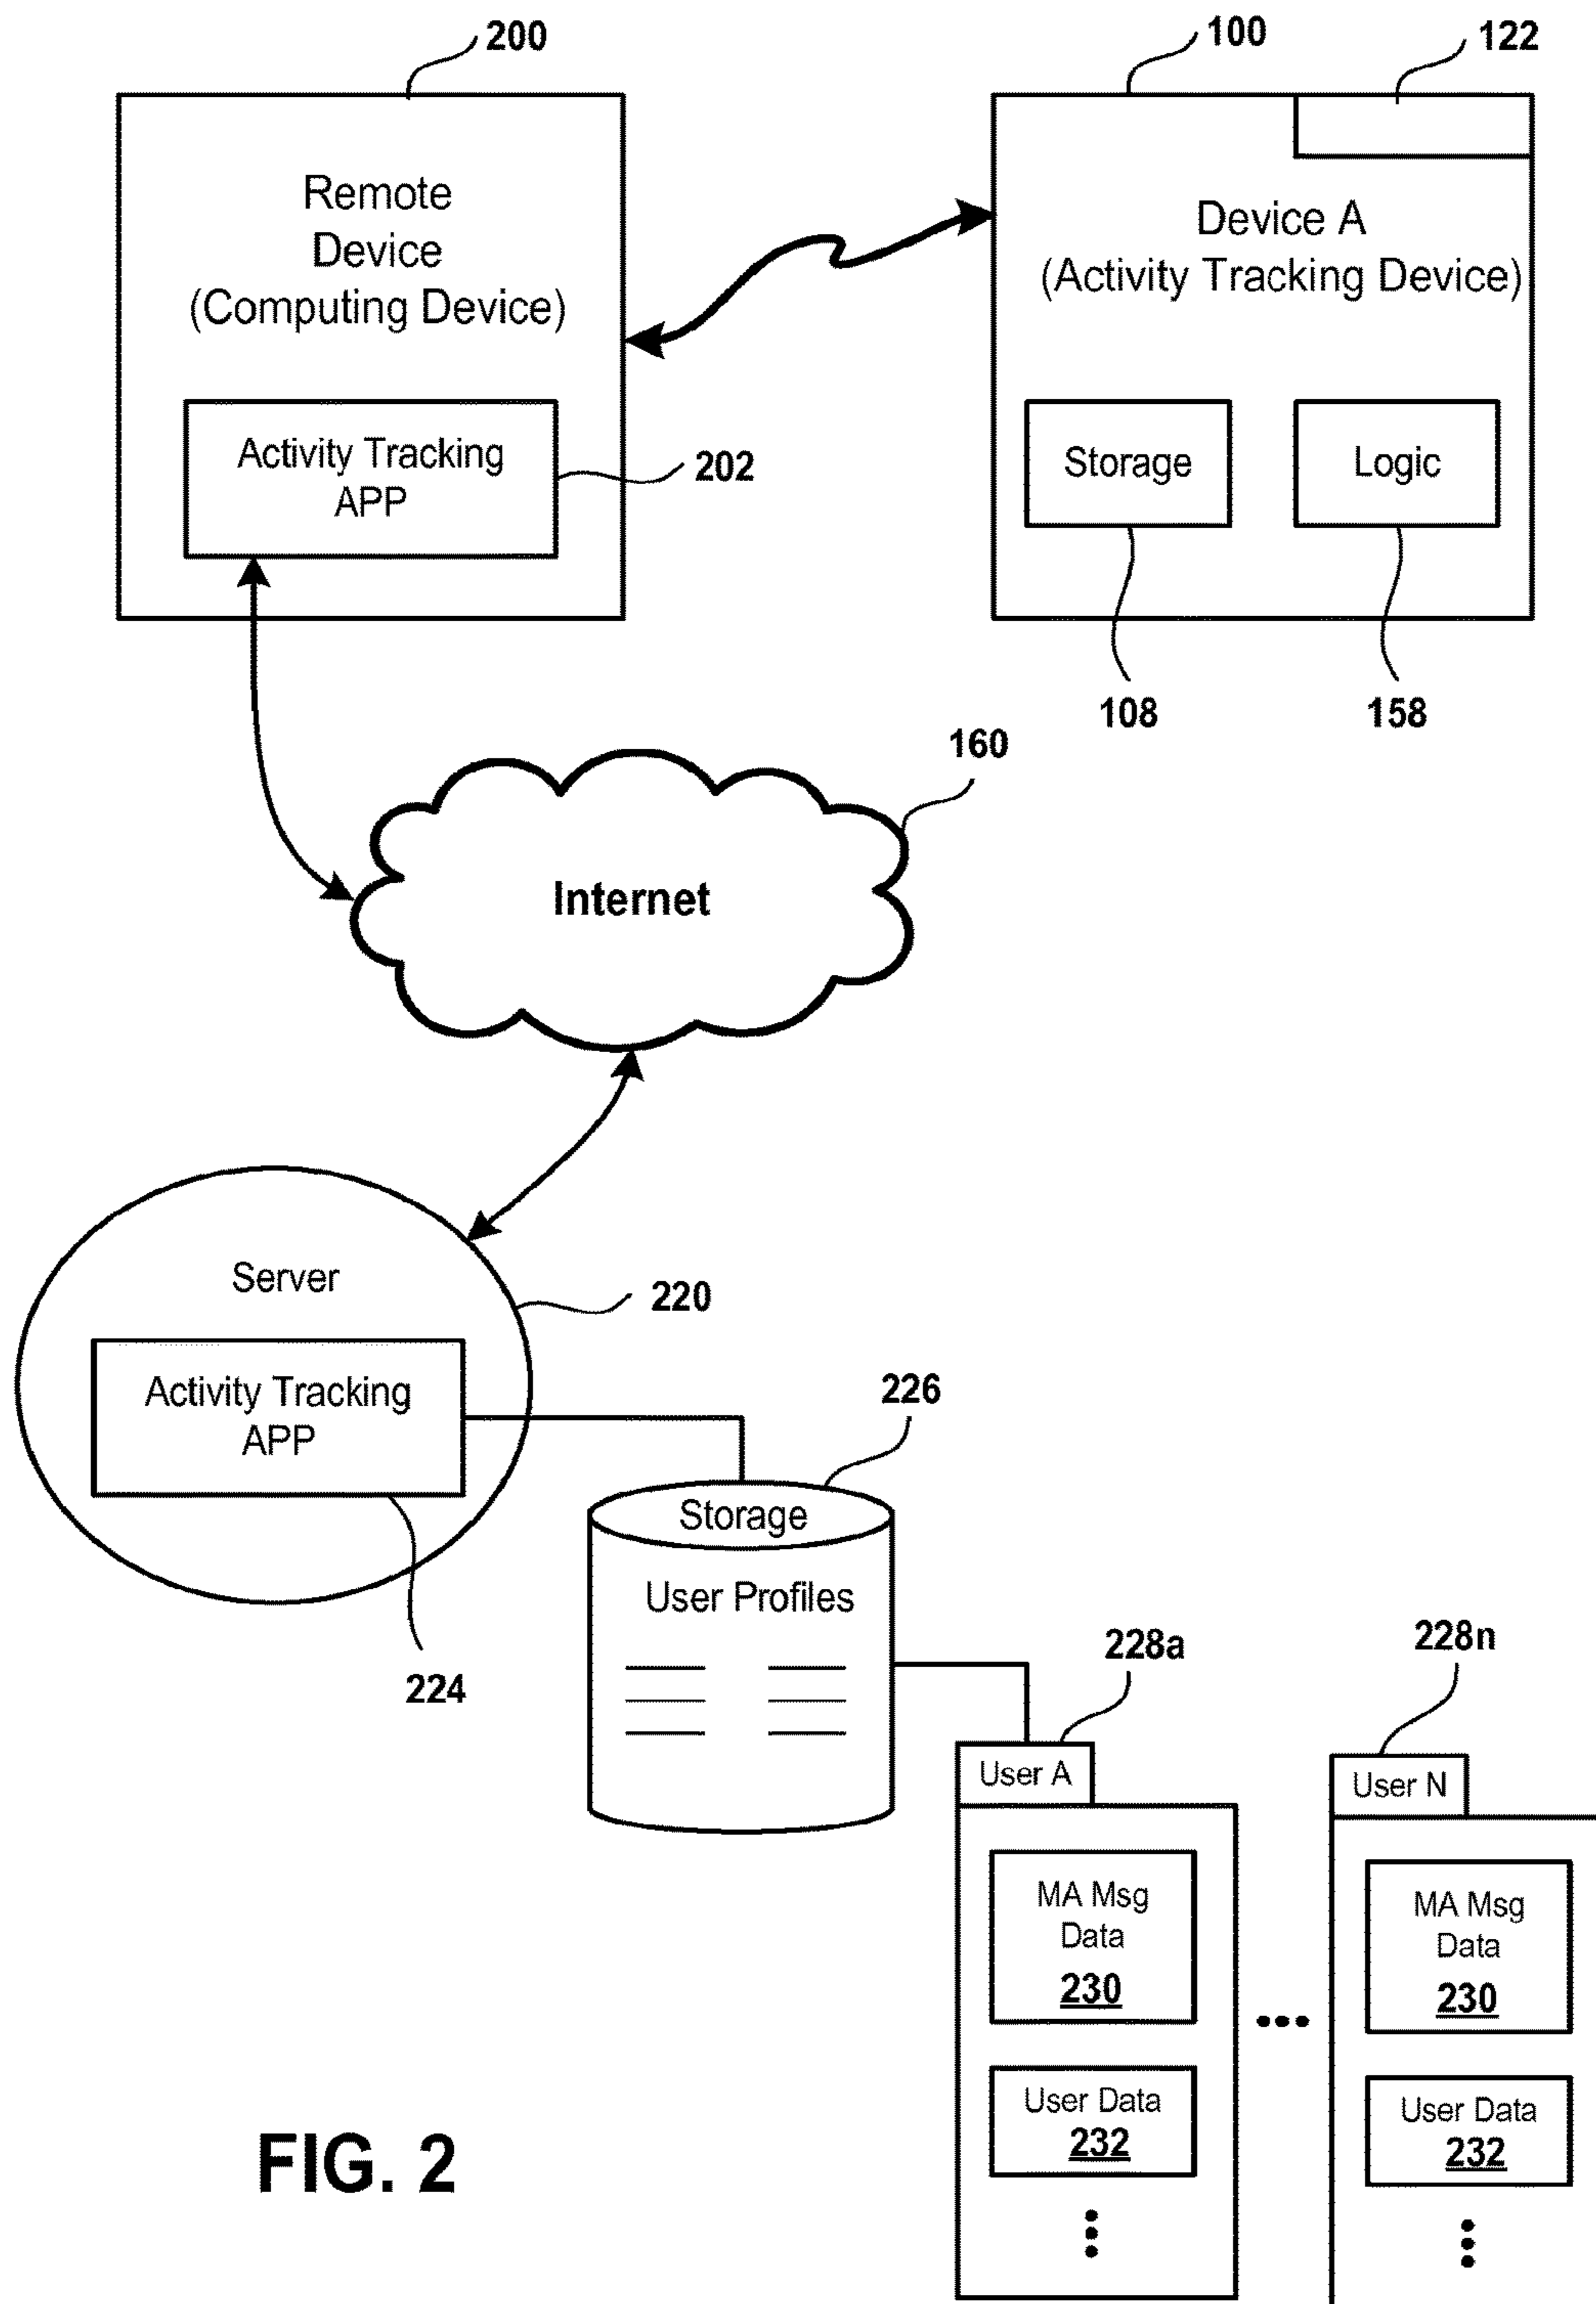 200
100
122
Remote
Device
(Computing Device)
Device A
(Activity Tracking Device)
Activity Tracking
APP
202
Storage
Logic
108
158
160
Internet
Server
220
Activity Tracking
APP
224
226
Storage
User Profiles
228a
228n
User A
User N
MA Msg
Data
230
MA Msg
Data
230
User Data
232
User Data
232
FIG. 2